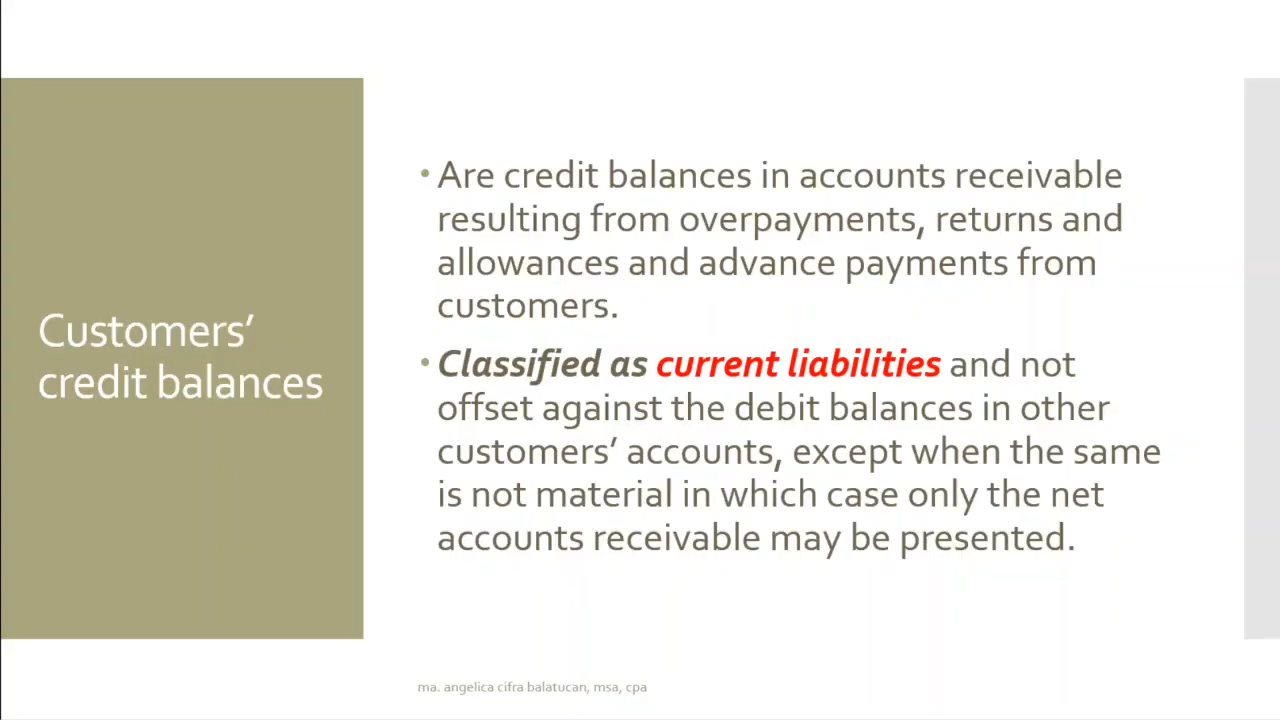 Customers’
credit balances
• Are credit balances in accounts receivable
resulting from overpayments, returns and
allowances and advance payments from
customers.
• Classified as current liabilities and not
offset against the debit balances in other
customers’ accounts, except when the same
is not material in which case only the net
accounts receivable may be presented.
ma. angelica cifra balatucan, msa, cpa